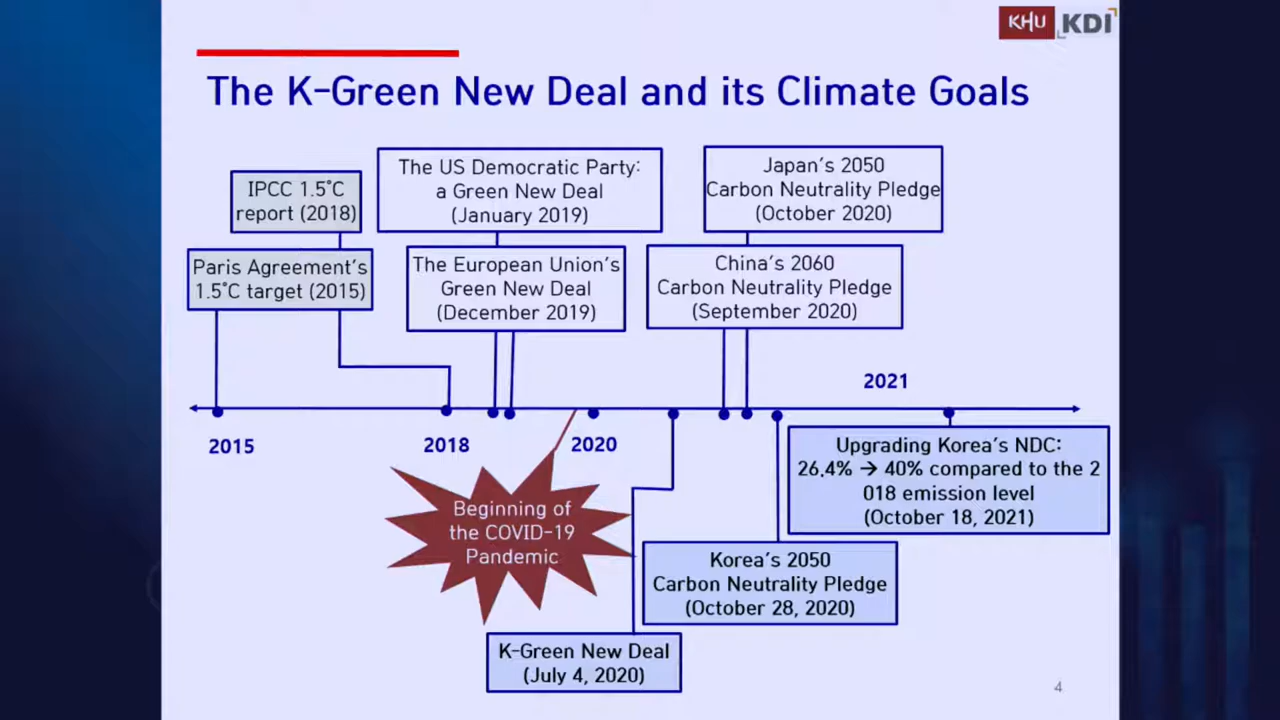 KHU KDI
The K-Green New Deal and its Climate Goals
IPCC 1.5°C
report (2018)
The US Democratic Party:
a Green New Deal
(January 2019)
Japan's 2050
Carbon Neutrality Pledge
(October 2020)
Paris Agreement's
1.5°C target (2015)
The European Union's
Green New Deal
(December 2019)
China's 2060
Carbon Neutrality Pledge
(September 2020)
2021
2015
2018
2020
Upgrading Korea's NDC:
26.4% → 40% compared to the 2
018 emission level
(October 18, 2021)
Beginning of
the COVID-19
Pandemic
Korea's 2050
Carbon Neutrality Pledge
(October 28, 2020)
K-Green New Deal
(July 4, 2020)
4